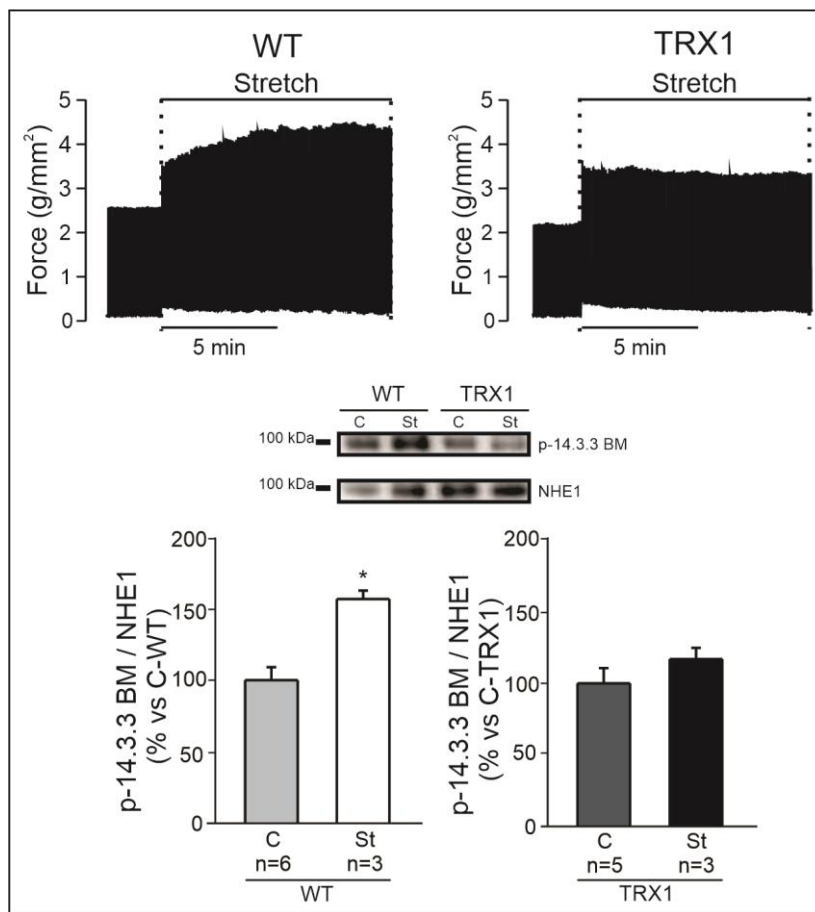 WT
TRX1
Stretch
Stretch
Force (g/mm²)
5
4
3
2
1
0
5 min
Force (g/mm²)
5
4
3
2
1
0
5 min
WT TRX1
C St C St
100 kDa p-14.3.3 BM
100 kDa NHE1
p-14.3.3 BM / NHE1
(% vs C-WT)
200
150
100
50
0
*
C St
n=6 n=3
WT
p-14.3.3 BM / NHE1
(% vs C-TRX1)
200
150
100
50
0
C St
n=5 n=3
TRX1